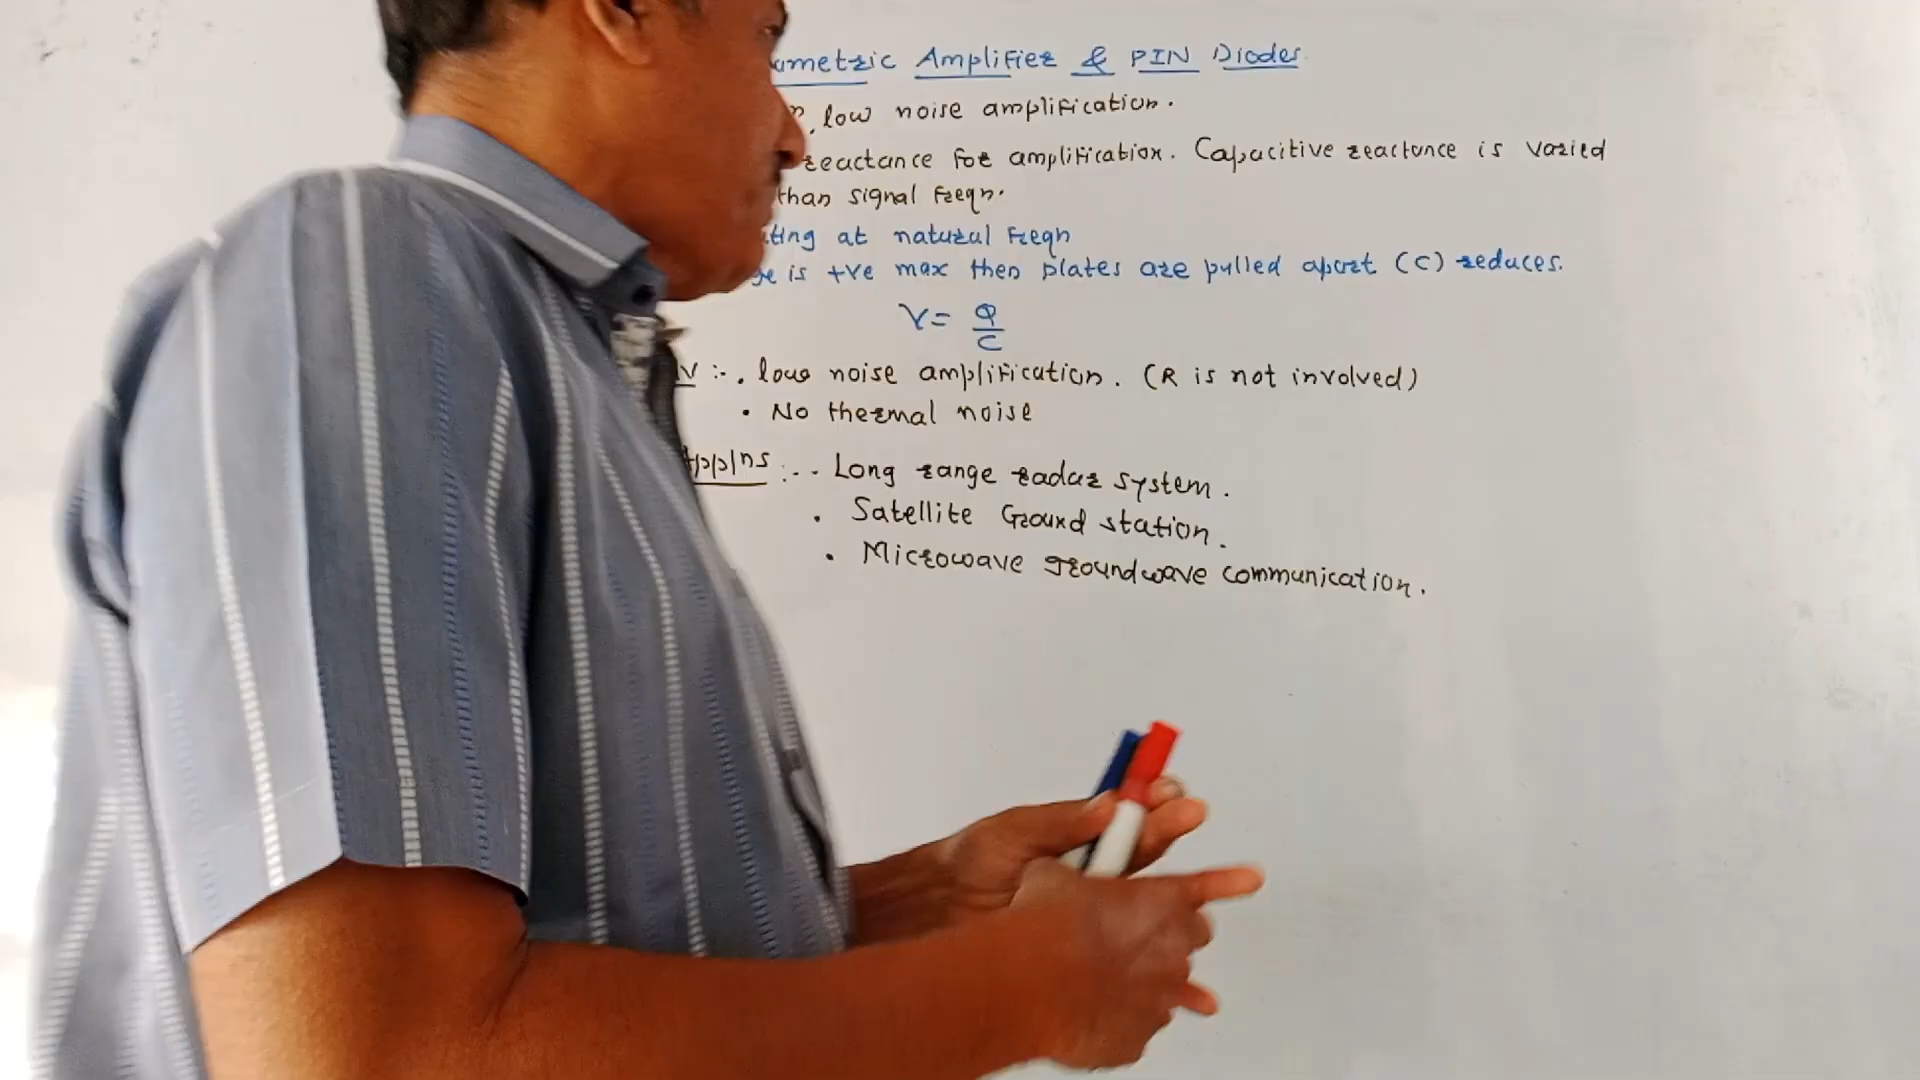 Amplifier & PIN Diodes
low noise amplification.
reactance for amplification. Capacitive reactance is varied
than signal freqn.
at natural freqn
is +ve max then plates are pulled apart (C) reduces.
V = Q/C
:- . low noise amplification. (R is not involved)
• No thermal noise
Applns :- . Long range radar system.
. Satellite Ground station.
• Microwave groundwave communication.